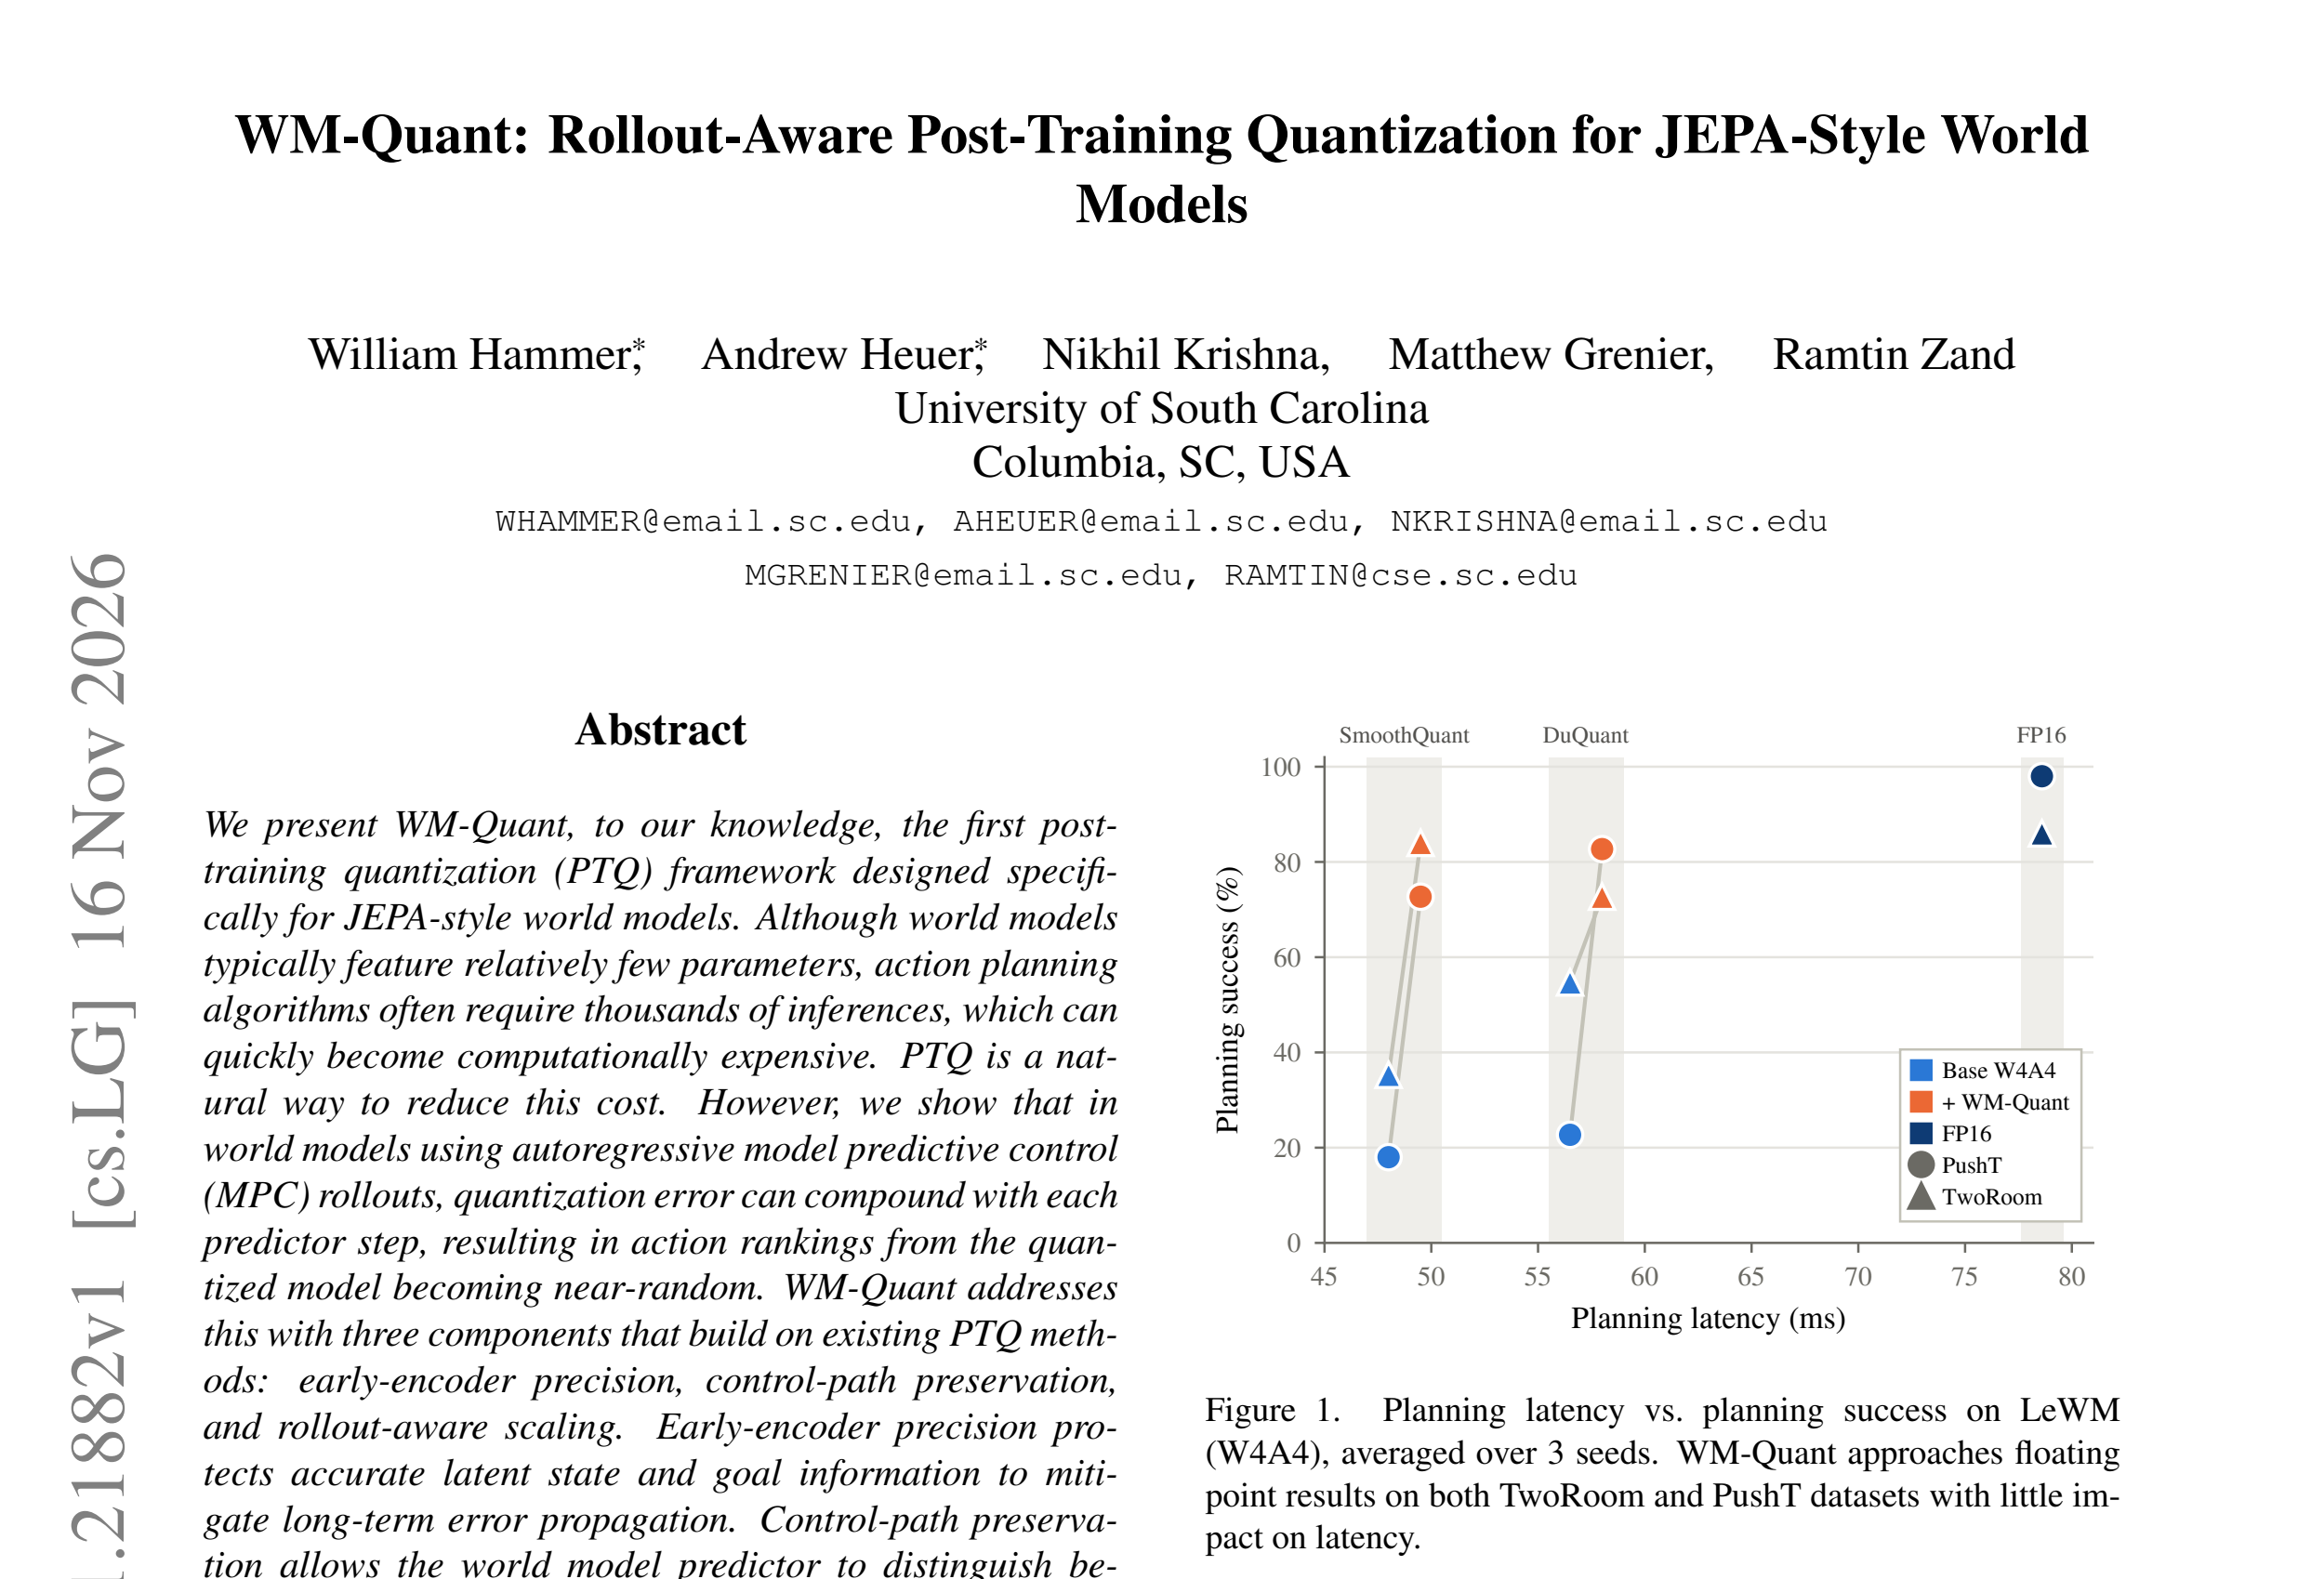 WM-Quant: Rollout-Aware Post-Training Quantization for JEPA-Style World
Models
William Hammer,* Andrew Heuer,* Nikhil Krishna, Matthew Grenier, Ramtin Zand
University of South Carolina
Columbia, SC, USA
WHAMMER@email.sc.edu, AHEUER@email.sc.edu, NKRISHNA@email.sc.edu
MGRENIER@email.sc.edu, RAMTIN@cse.sc.edu
.21882v1 [cs.LG] 16 Nov 2026
Abstract
We present WM-Quant, to our knowledge, the first post-
training quantization (PTQ) framework designed specifi-
cally for JEPA-style world models. Although world models
typically feature relatively few parameters, action planning
algorithms often require thousands of inferences, which can
quickly become computationally expensive. PTQ is a nat-
ural way to reduce this cost. However, we show that in
world models using autoregressive model predictive control
(MPC) rollouts, quantization error can compound with each
predictor step, resulting in action rankings from the quan-
tized model becoming near-random. WM-Quant addresses
this with three components that build on existing PTQ meth-
ods: early-encoder precision, control-path preservation,
and rollout-aware scaling. Early-encoder precision pro-
tects accurate latent state and goal information to miti-
gate long-term error propagation. Control-path preserva-
tion allows the world model predictor to distinguish be-
SmoothQuant DuQuant FP16
Planning success (%)
100
80
60
40
20
0
45 50 55 60 65 70 75 80
Planning latency (ms)
Base W4A4
+ WM-Quant
FP16
PushT
TwoRoom
Figure 1. Planning latency vs. planning success on LeWM
(W4A4), averaged over 3 seeds. WM-Quant approaches floating
point results on both TwoRoom and PushT datasets with little im-
pact on latency.